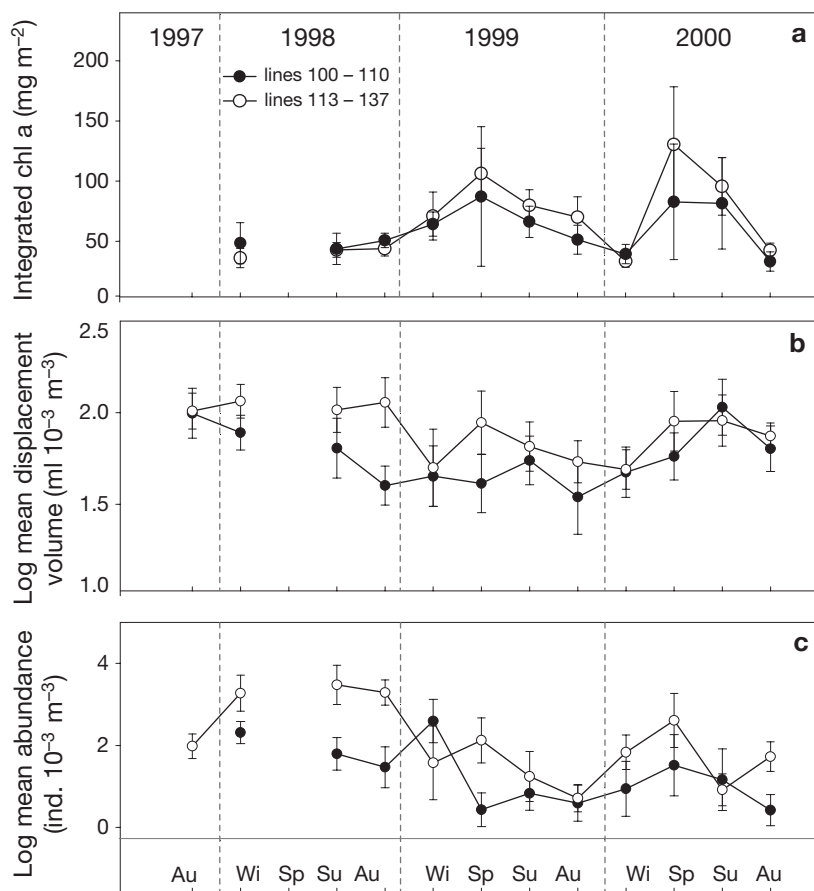 1997 1998 1999 2000 a
lines 100 – 110
lines 113 – 137
Integrated chl a (mg m⁻²)
200
150
100
50
0
b
Log mean displacement
volume (ml 10⁻³ m⁻³)
2.5
2.0
1.5
1.0
c
Log mean abundance
(ind. 10⁻³ m⁻³)
4
2
0
Au Wi Sp Su Au Wi Sp Su Au Wi Sp Su Au